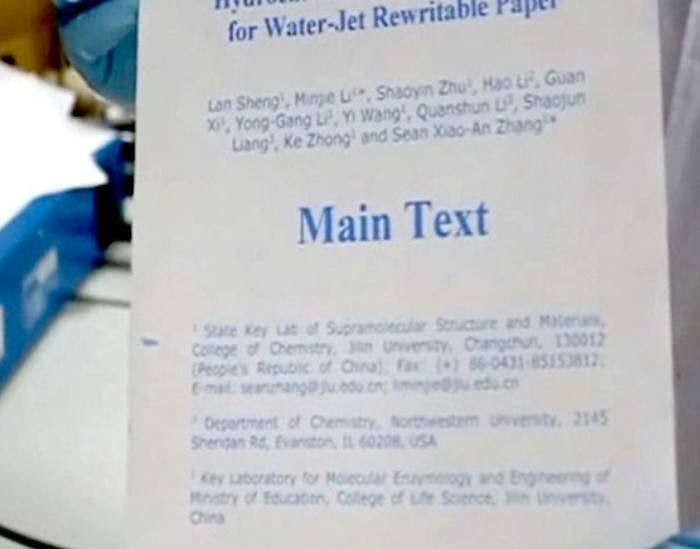 for Water-Jet Rewritable Paper
Lan Sheng¹, Minjie Li¹*, Shaoyin Zhu¹, Hao Li², Guan
Xi¹, Yong-Gang Li¹, Yi Wang¹, Quanshun Li³, Shaojun
Liang¹, Ke Zhong¹ and Sean Xiao-An Zhang¹*
Main Text
¹ State Key Lab of Supramolecular Structure and Materials,
College of Chemistry, Jilin University, Changchun, 130012
(People's Republic of China), Fax: (+) 86-0431-85153812;
E-mail: seanzhang@jlu.edu.cn; liminjie@jlu.edu.cn
² Department of Chemistry, Northwestern University, 2145
Sheridan Rd, Evanston, IL 60208, USA
Key Laboratory for Molecular Enzymology and Engineering of
Ministry of Education, College of Life Science, Jilin University,
China